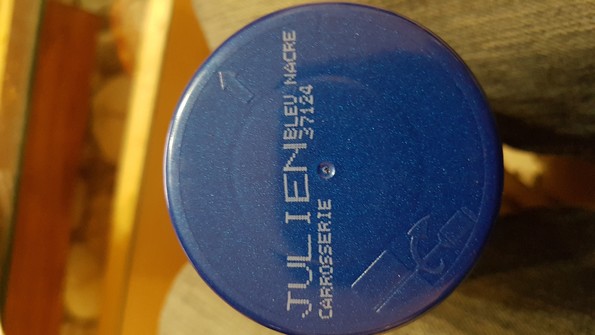 JULIEN BLEU NACRE
37124
CARROSSERIE